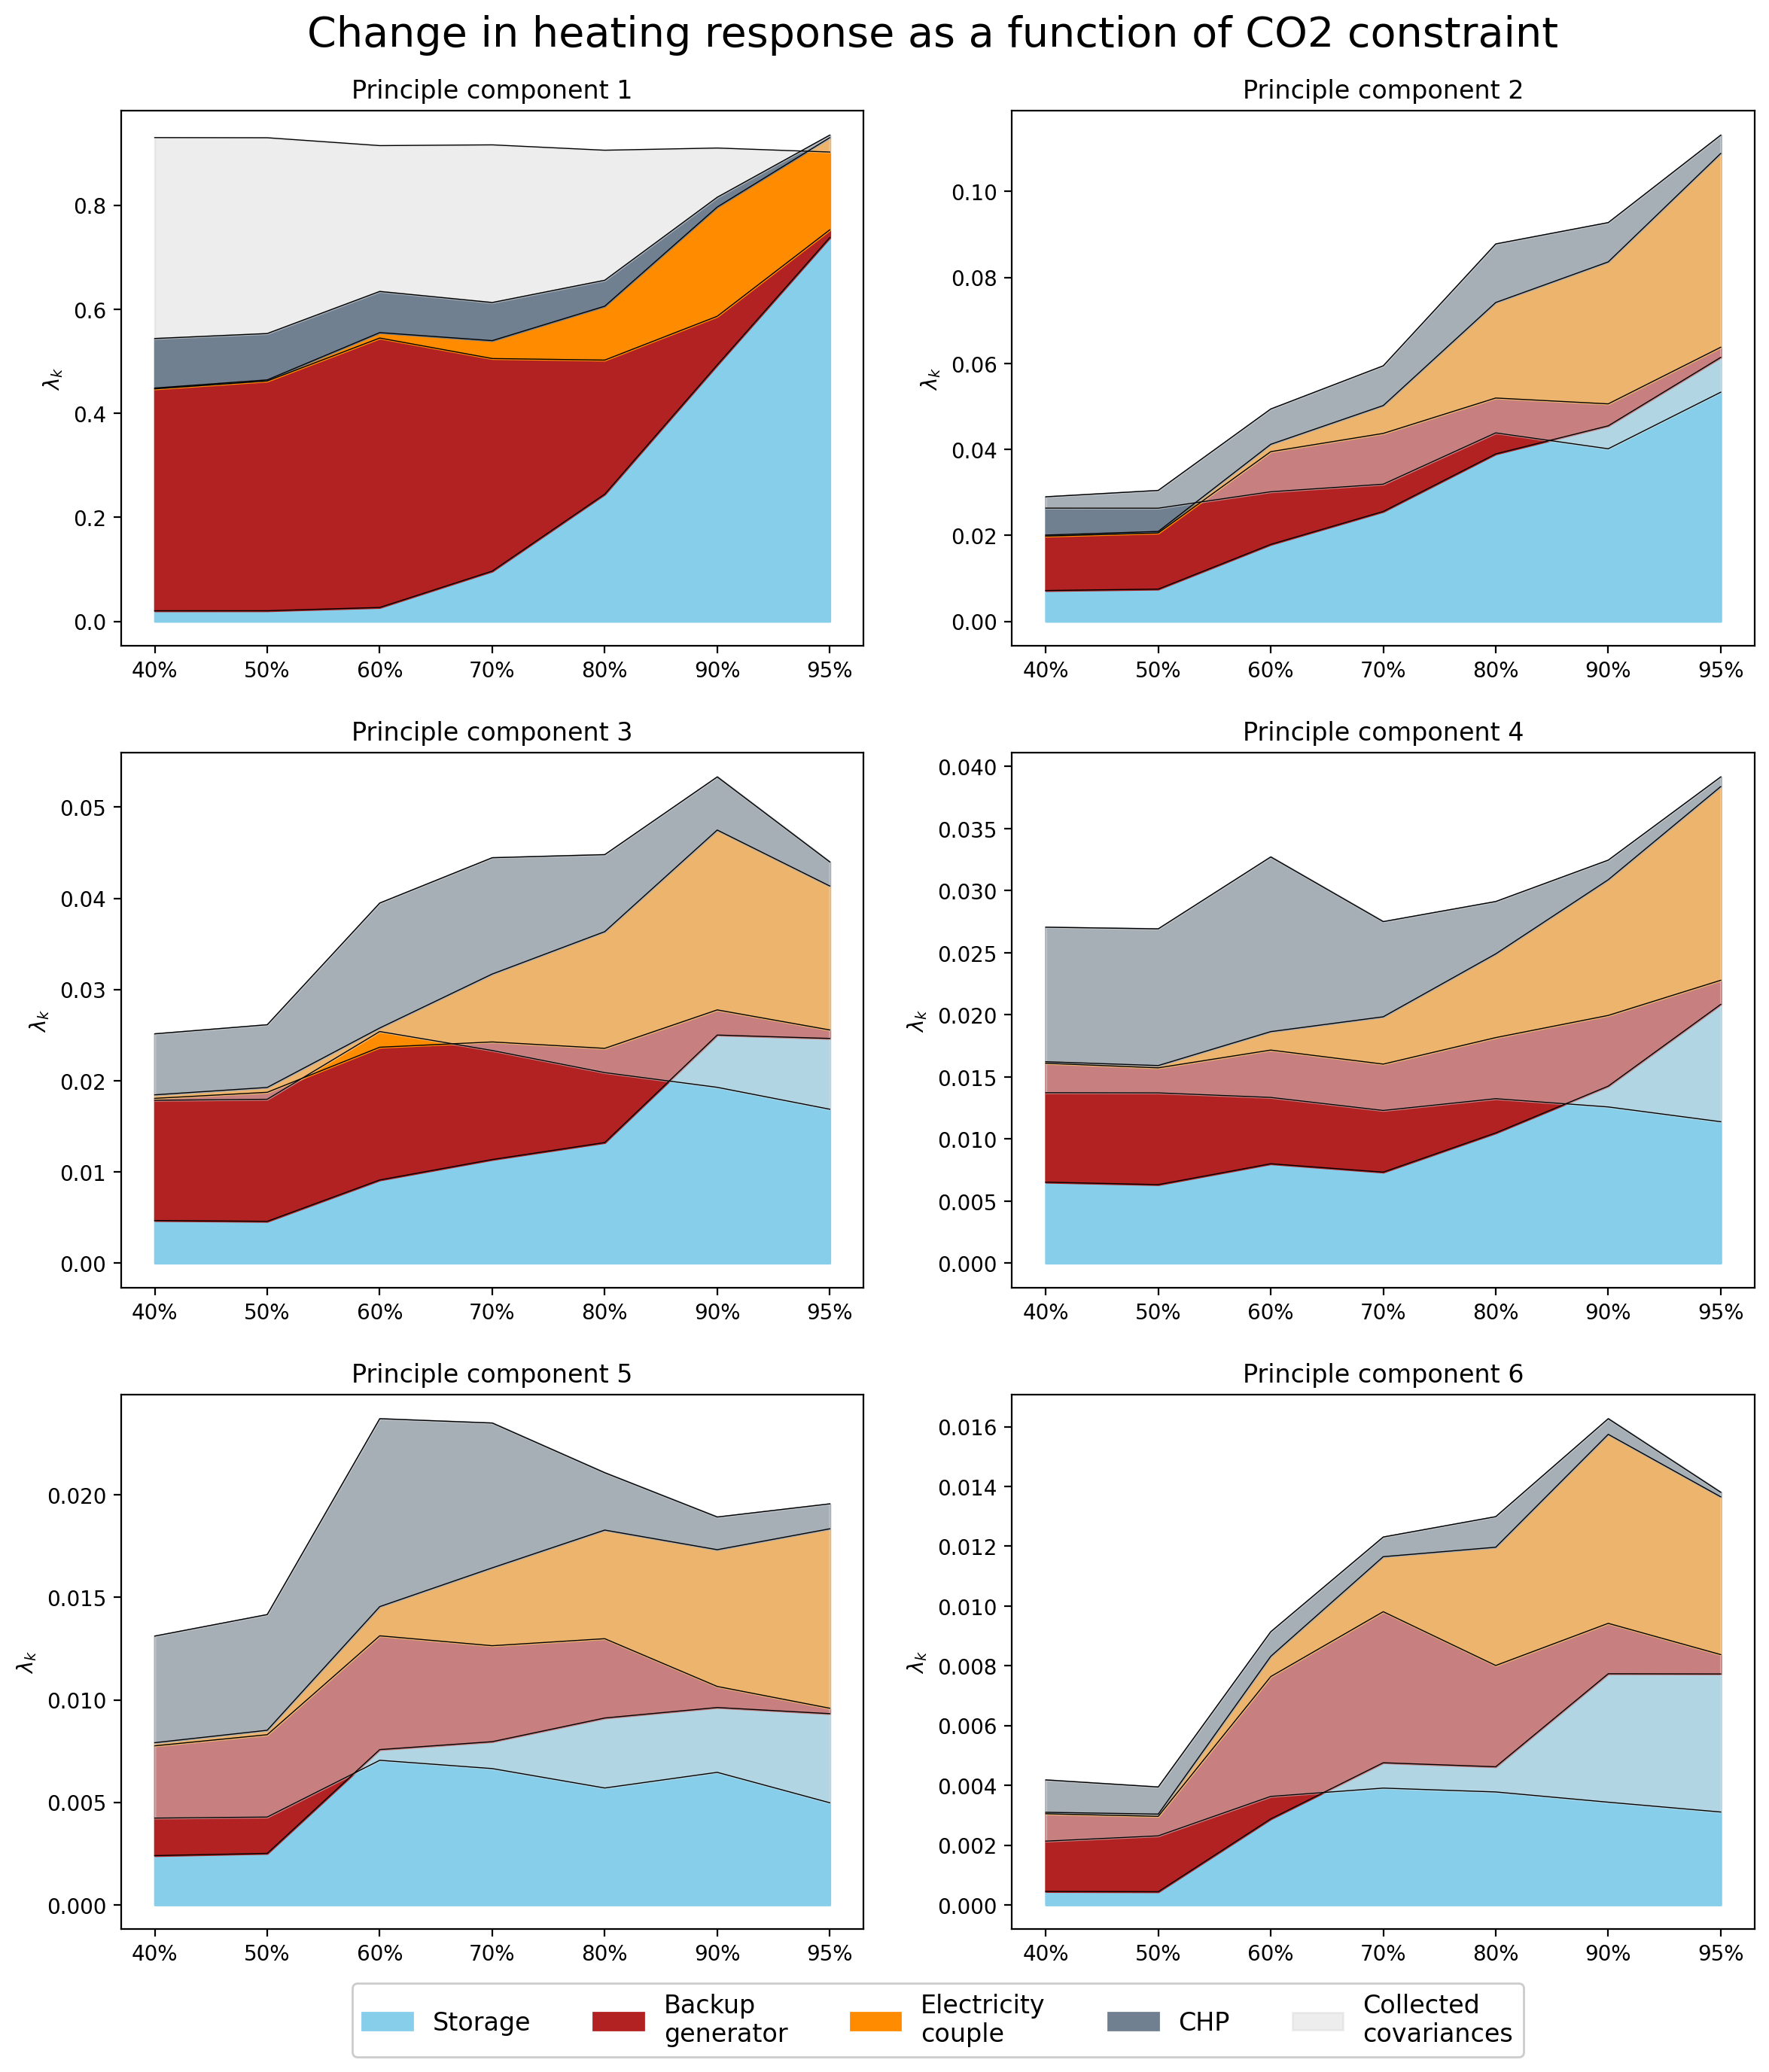 Change in heating response as a function of CO2 constraint
Principle component 1
λk
0.8
0.6
0.4
0.2
0.0
40% 50% 60% 70% 80% 90% 95%
Principle component 2
λk
0.10
0.08
0.06
0.04
0.02
0.00
40% 50% 60% 70% 80% 90% 95%
Principle component 3
λk
0.05
0.04
0.03
0.02
0.01
0.00
40% 50% 60% 70% 80% 90% 95%
Principle component 4
λk
0.040
0.035
0.030
0.025
0.020
0.015
0.010
0.005
0.000
40% 50% 60% 70% 80% 90% 95%
Principle component 5
λk
0.020
0.015
0.010
0.005
0.000
40% 50% 60% 70% 80% 90% 95%
Principle component 6
λk
0.016
0.014
0.012
0.010
0.008
0.006
0.004
0.002
0.000
40% 50% 60% 70% 80% 90% 95%
Storage
Backup
generator
Electricity
couple
CHP
Collected
covariances